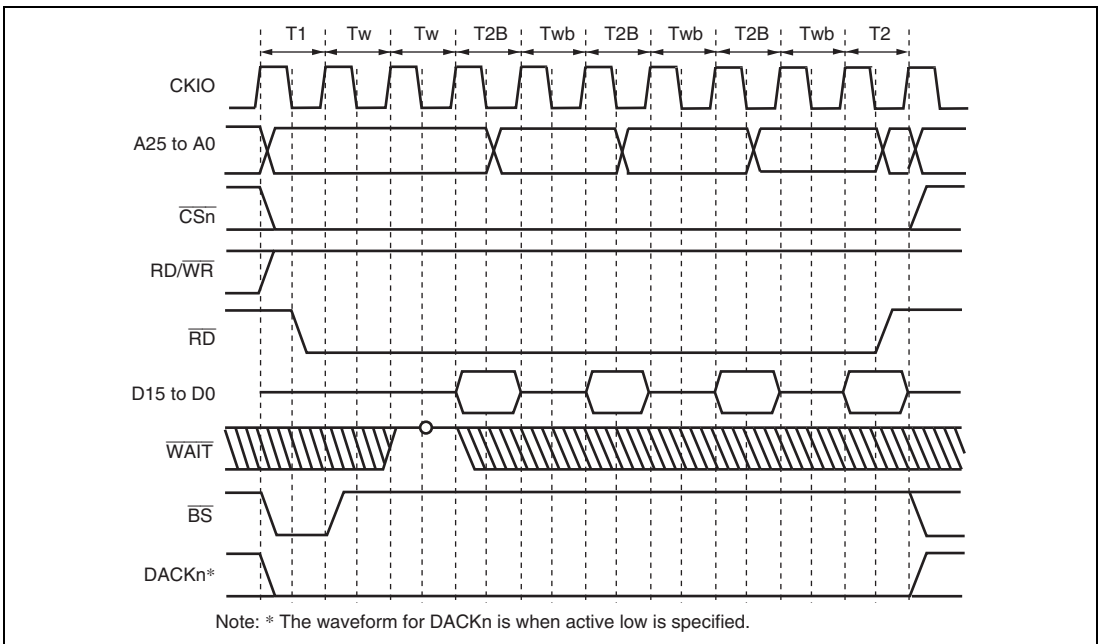 T1 Tw Tw T2B Twb T2B Twb T2B Twb T2
CKIO
A25 to A0
CSn
RD/WR
RD
D15 to D0
WAIT
BS
DACKn*
Note: * The waveform for DACKn is when active low is specified.